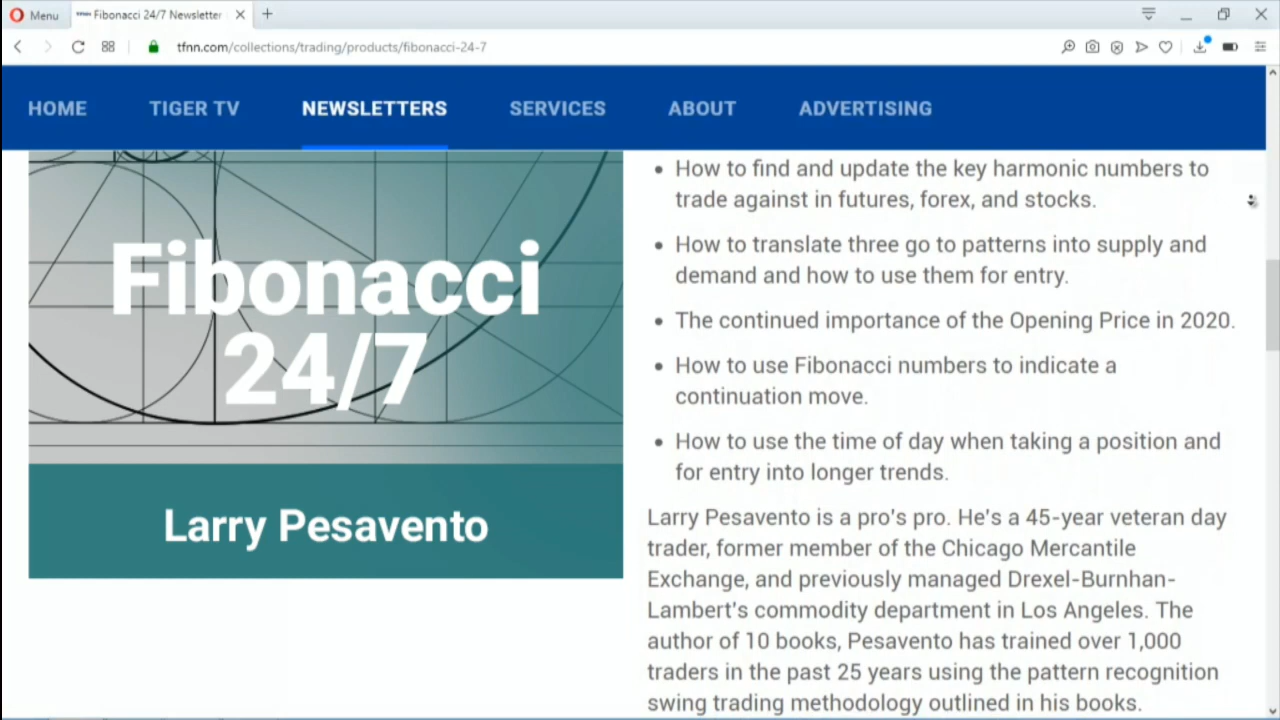 Menu
Fibonacci 24/7 Newsletter
tfnn.com/collections/trading/products/fibonacci-24-7
HOME TIGER TV NEWSLETTERS SERVICES ABOUT ADVERTISING
Fibonacci
24/7
Larry Pesavento
• How to find and update the key harmonic numbers to
trade against in futures, forex, and stocks.
• How to translate three go to patterns into supply and
demand and how to use them for entry.
• The continued importance of the Opening Price in 2020.
• How to use Fibonacci numbers to indicate a
continuation move.
• How to use the time of day when taking a position and
for entry into longer trends.
Larry Pesavento is a pro's pro. He's a 45-year veteran day
trader, former member of the Chicago Mercantile
Exchange, and previously managed Drexel-Burnhan-
Lambert's commodity department in Los Angeles. The
author of 10 books, Pesavento has trained over 1,000
traders in the past 25 years using the pattern recognition
swing trading methodology outlined in his books.